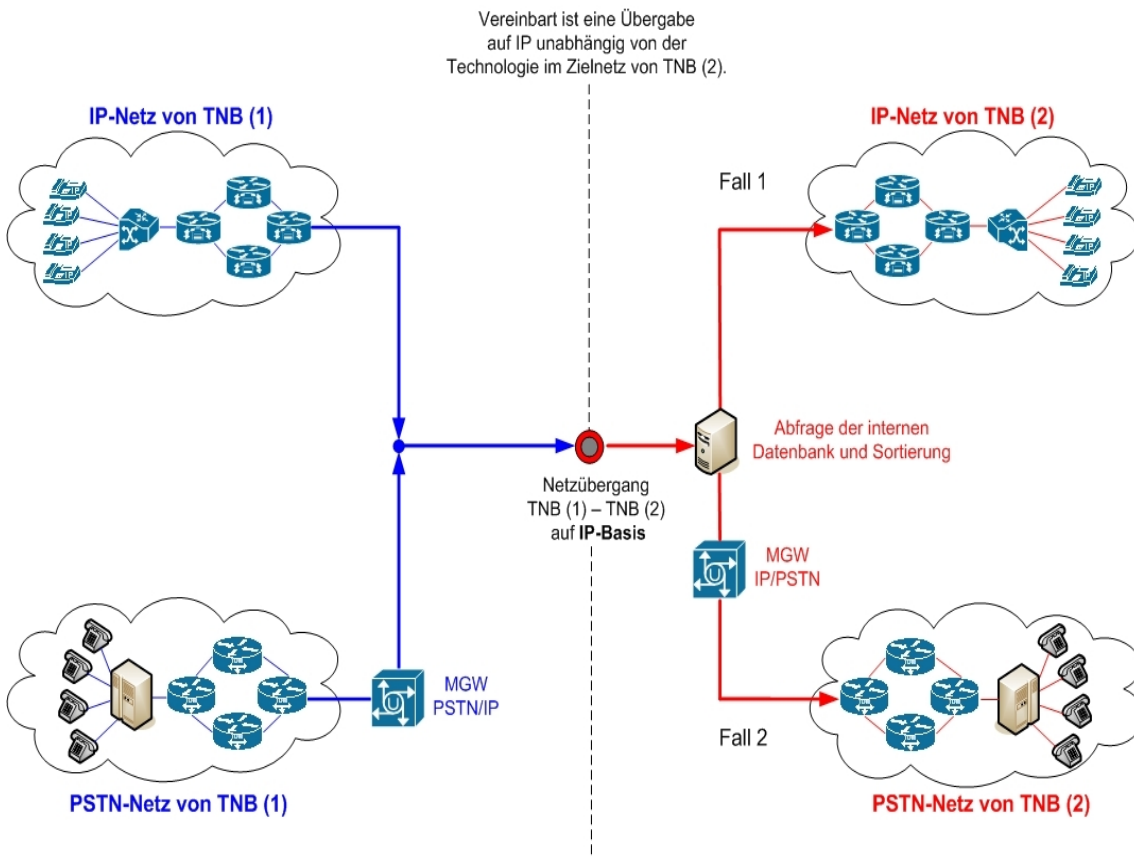 Vereinbart ist eine Übergabe
auf IP unabhängig von der
Technologie im Zielnetz von TNB (2).
IP-Netz von TNB (1)
IP-Netz von TNB (2)
Fall 1
Abfrage der internen
Datenbank und Sortierung
Netzübergang
TNB (1) – TNB (2)
auf IP-Basis
MGW
IP/PSTN
MGW
PSTN/IP
Fall 2
PSTN-Netz von TNB (1)
PSTN-Netz von TNB (2)